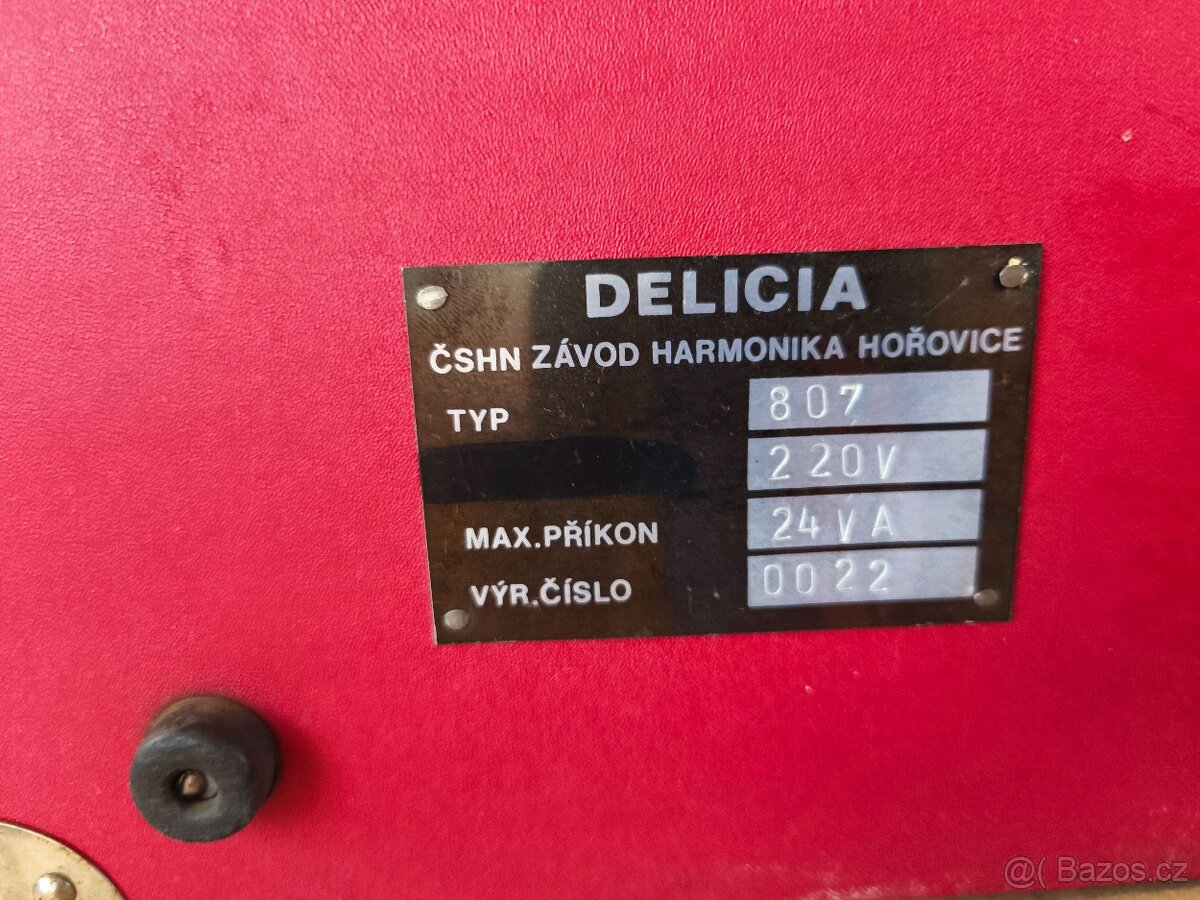 DELICIA
ČSHN ZÁVOD HARMONIKA HOŘOVICE
TYP 807
220V
MAX.PŘÍKON 24VA
VÝR.ČÍSLO 0022
@( Bazos.cz